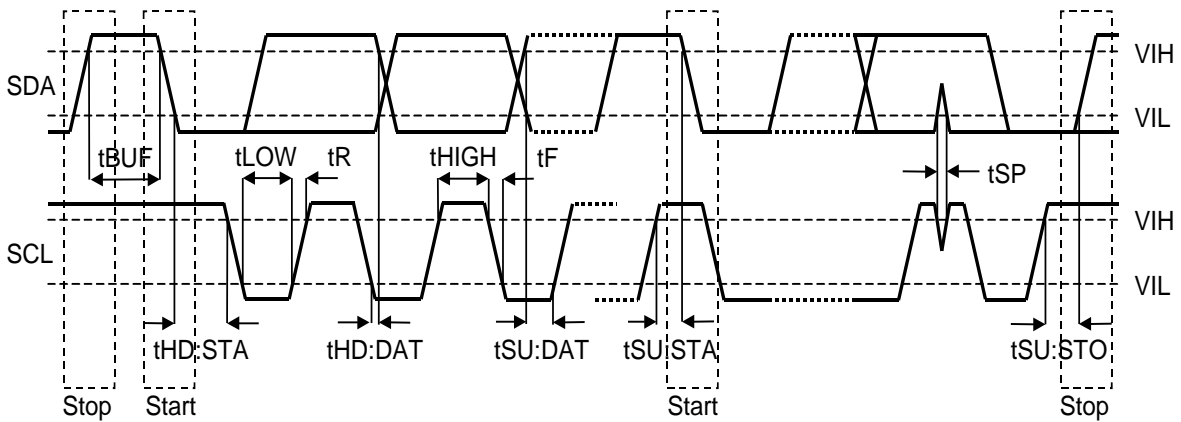 VIH
SDA
VIL
tBUF tLOW tR tHIGH tF
tSP
VIH
SCL
VIL
tHD:STA tHD:DAT tSU:DAT tSU:STA tSU:STO
Stop Start Start Stop